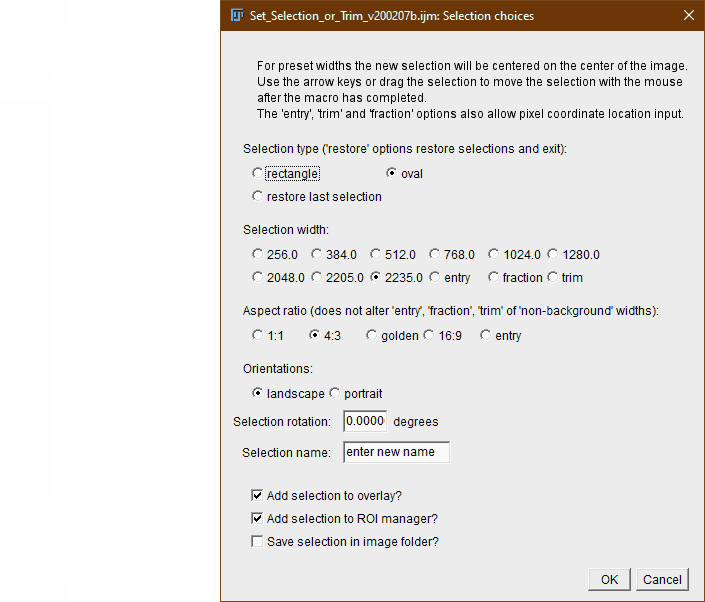 Set_Selection_or_Trim_v200207b.ijm: Selection choices
For preset widths the new selection will be centered on the center of the image.
Use the arrow keys or drag the selection to move the selection with the mouse
after the macro has completed.
The 'entry', 'trim' and 'fraction' options also allow pixel coordinate location input.
Selection type ('restore' options restore selections and exit):
rectangle oval
restore last selection
Selection width:
256.0 384.0 512.0 768.0 1024.0 1280.0
2048.0 2205.0 2235.0 entry fraction trim
Aspect ratio (does not alter 'entry', 'fraction', 'trim' of 'non-background' widths):
1:1 4:3 golden 16:9 entry
Orientations:
landscape portrait
Selection rotation: 0.0000 degrees
Selection name: enter new name
Add selection to overlay?
Add selection to ROI manager?
Save selection in image folder?
OK Cancel